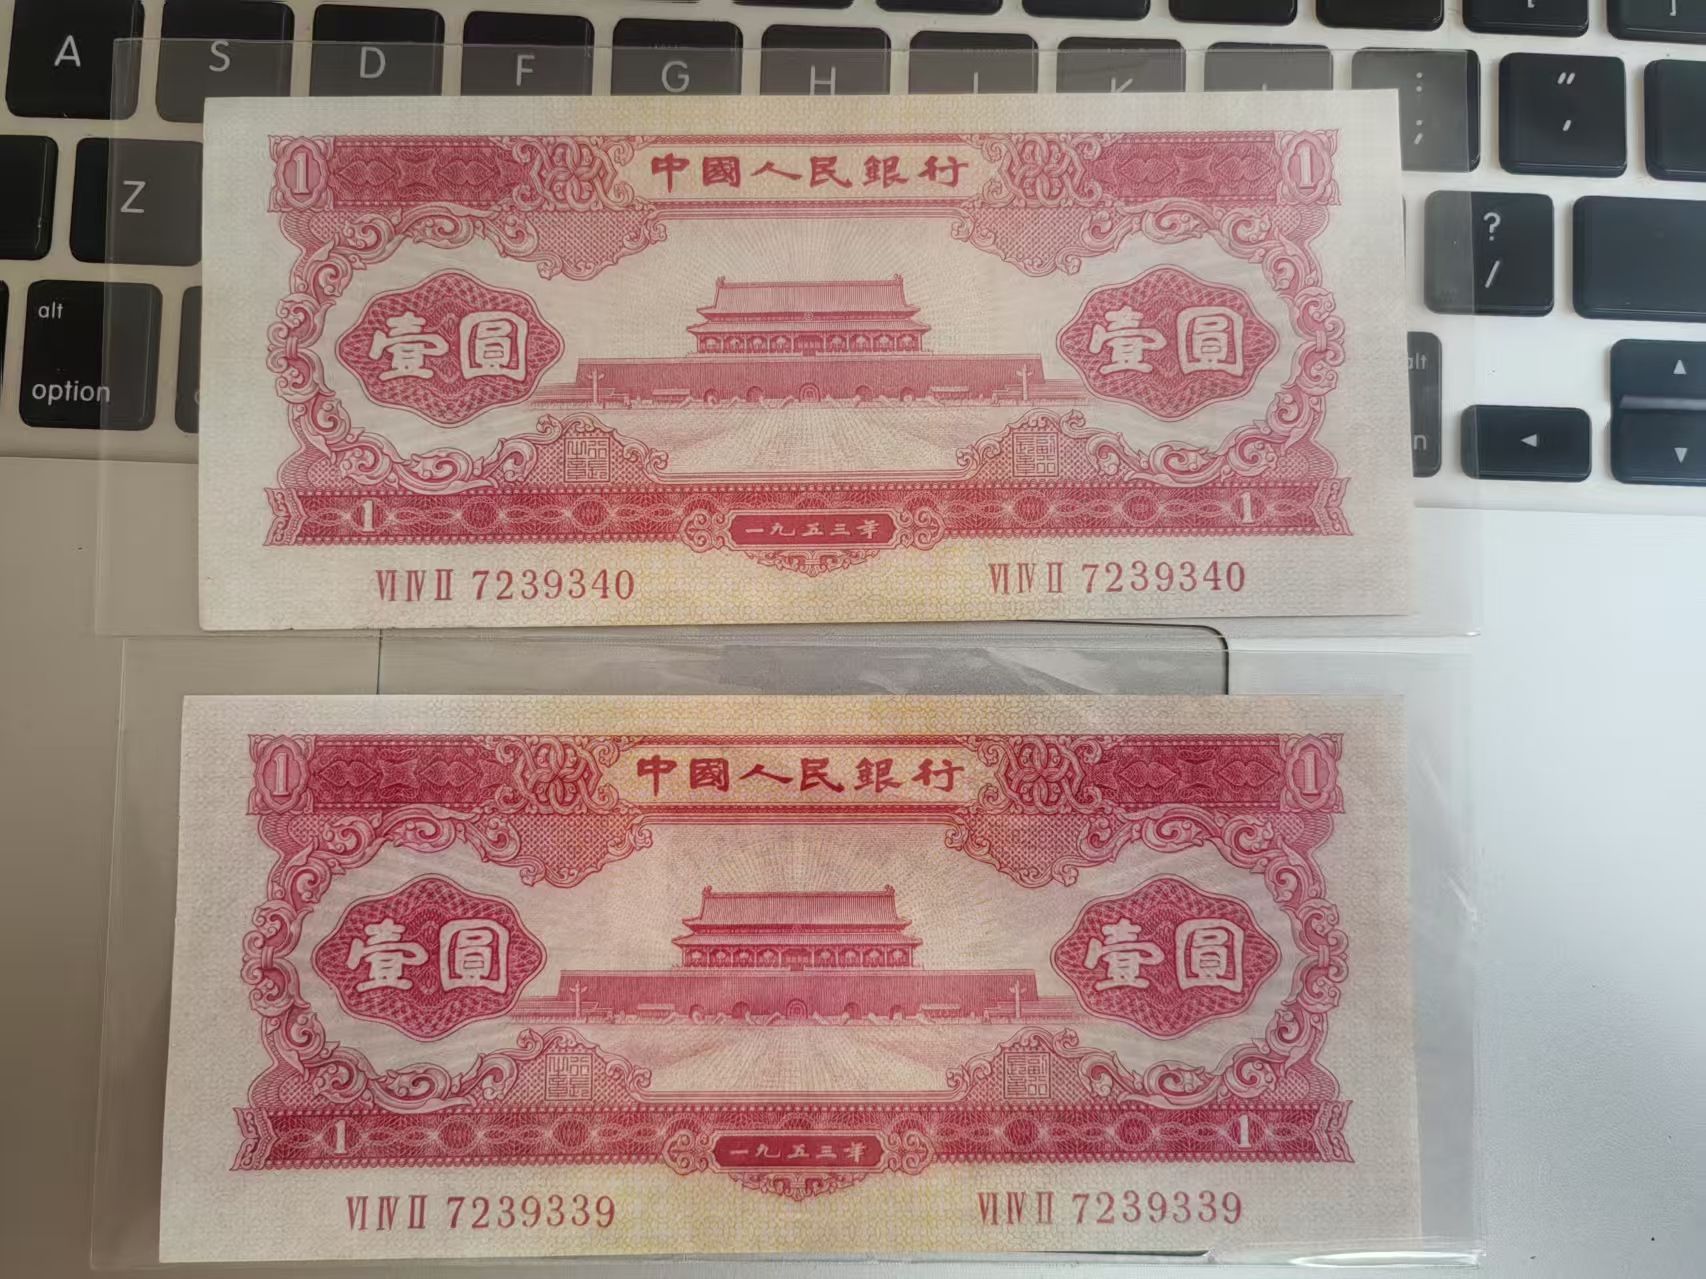 A S D F G H J K " '
Z ? /
alt
option
1 中國人民銀行 1
壹圓 壹圓
1 1
一九五三年
VI IV II 7239340 VI IV II 7239340
1 中國人民銀行 1
壹圓 壹圓
1 1
一九五三年
VI IV II 7239339 VI IV II 7239339